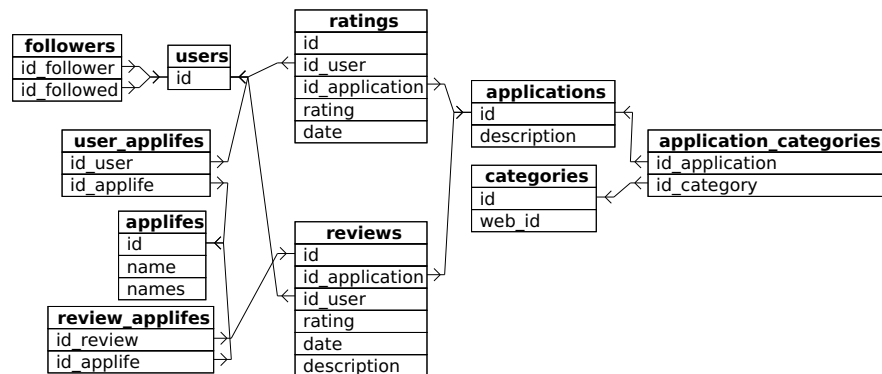 followers
id_follower
id_followed
users
id
user_applifes
id_user
id_applife
applifes
id
name
names
review_applifes
id_review
id_applife
ratings
id
id_user
id_application
rating
date
reviews
id
id_application
id_user
rating
date
description
applications
id
description
categories
id
web_id
application_categories
id_application
id_category